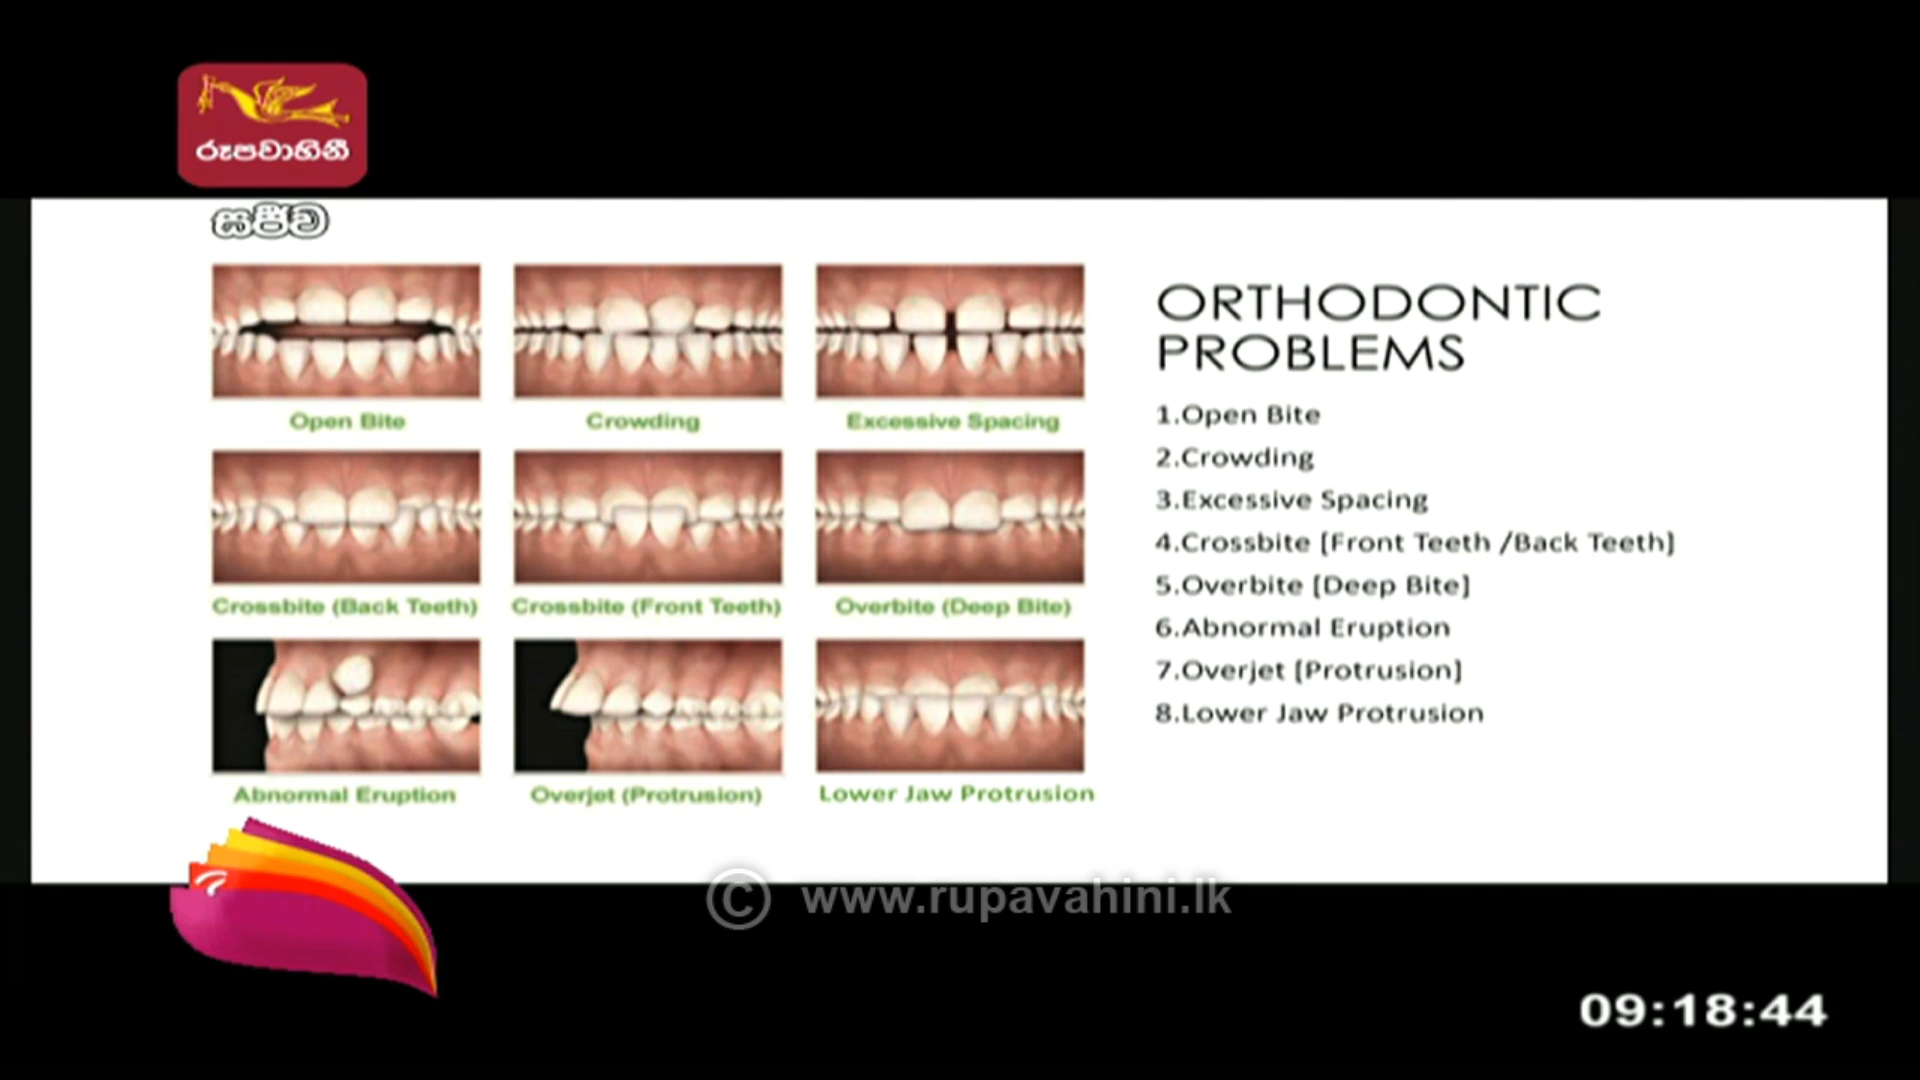 රූපවාහිනී
සජීව
ORTHODONTIC
PROBLEMS
1.Open Bite
2.Crowding
3.Excessive Spacing
4.Crossbite [Front Teeth /Back Teeth]
5.Overbite [Deep Bite]
6.Abnormal Eruption
7.Overjet [Protrusion]
8.Lower Jaw Protrusion
Open Bite
Crowding
Excessive Spacing
Crossbite (Back Teeth)
Crossbite (Front Teeth)
Overbite (Deep Bite)
Abnormal Eruption
Overjet (Protrusion)
Lower Jaw Protrusion
© www.rupavahini.lk
09:18:44